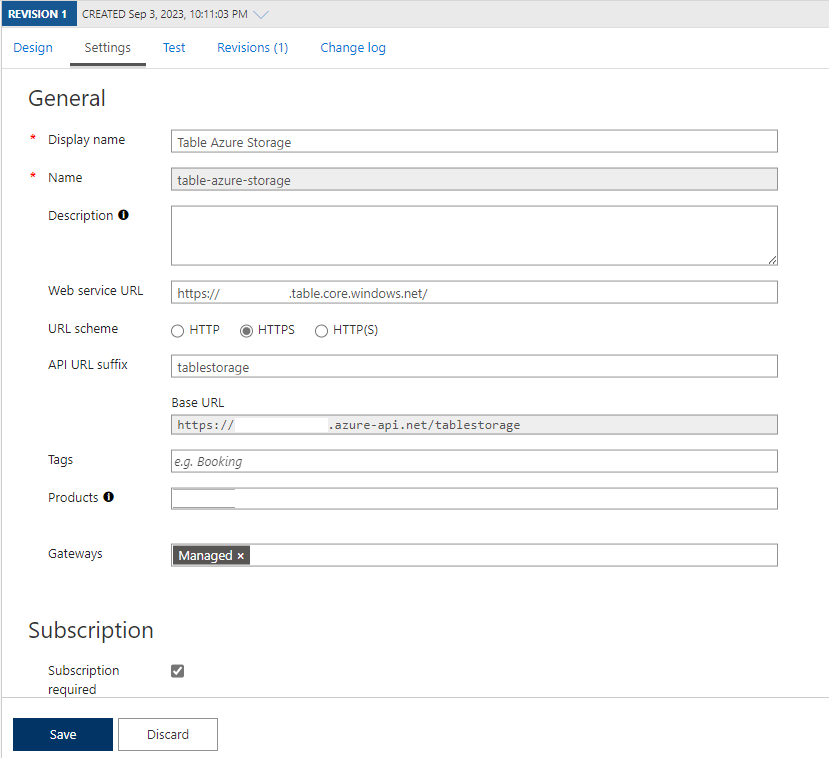 REVISION 1 CREATED Sep 3, 2023, 10:11:03 PM
Design Settings Test Revisions (1) Change log
General
* Display name Table Azure Storage
* Name table-azure-storage
Description
Web service URL https:// .table.core.windows.net/
URL scheme HTTP HTTPS HTTP(S)
API URL suffix tablestorage
Base URL
https:// .azure-api.net/tablestorage
Tags e.g. Booking
Products
Gateways Managed ×
Subscription
Subscription
required
Save Discard